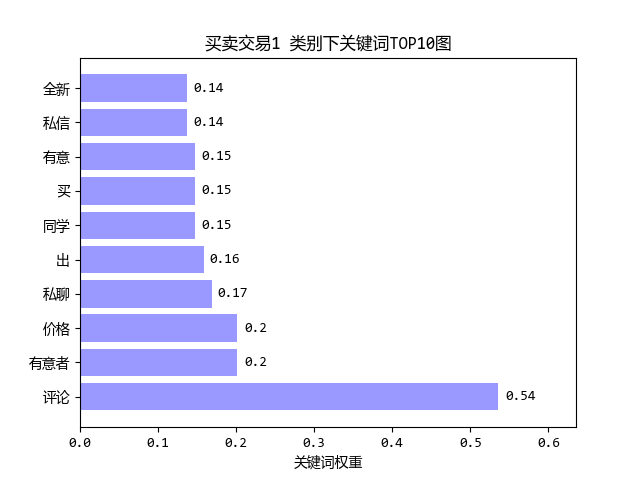 买卖交易1 类别下关键词TOP10图
全新 0.14
私信 0.14
有意 0.15
买 0.15
同学 0.15
出 0.16
私聊 0.17
价格 0.2
有意者 0.2
评论 0.54
0.0 0.1 0.2 0.3 0.4 0.5 0.6
关键词权重